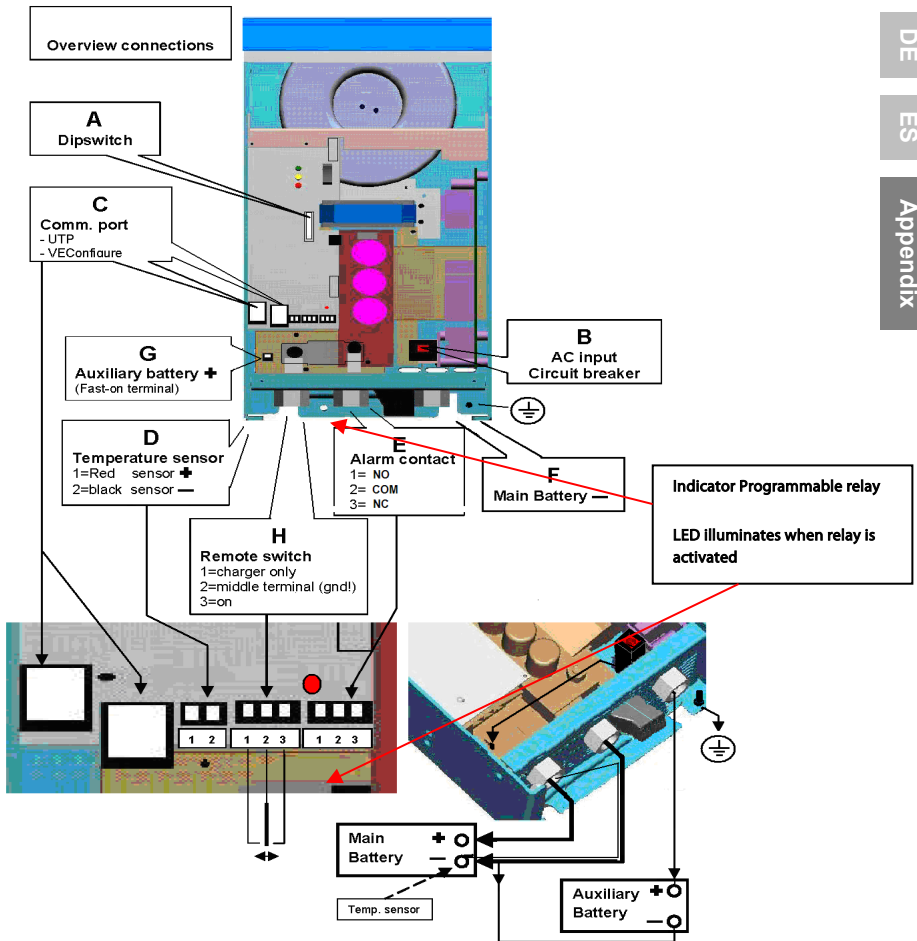 Overview connections
A
Dipswitch
C
Comm. port
- UTP
- VEConfiaure
G
Auxiliary battery +
(Fast-on terminal)
D
Temperature sensor
1=Red sensor +
2=black sensor —
H
Remote switch
1=charger only
2=middle terminal (gnd!)
3=on
E
Alarm contact
1= NO
2= COM
3= NC
F
Main Battery —
B
AC input
Circuit breaker
Indicator Programmable relay
LED illuminates when relay is
activated
1 2
1 2 3
1 2 3
Main +
Battery —
Temp. sensor
Auxiliary +
Battery —
DE
ES
Appendix